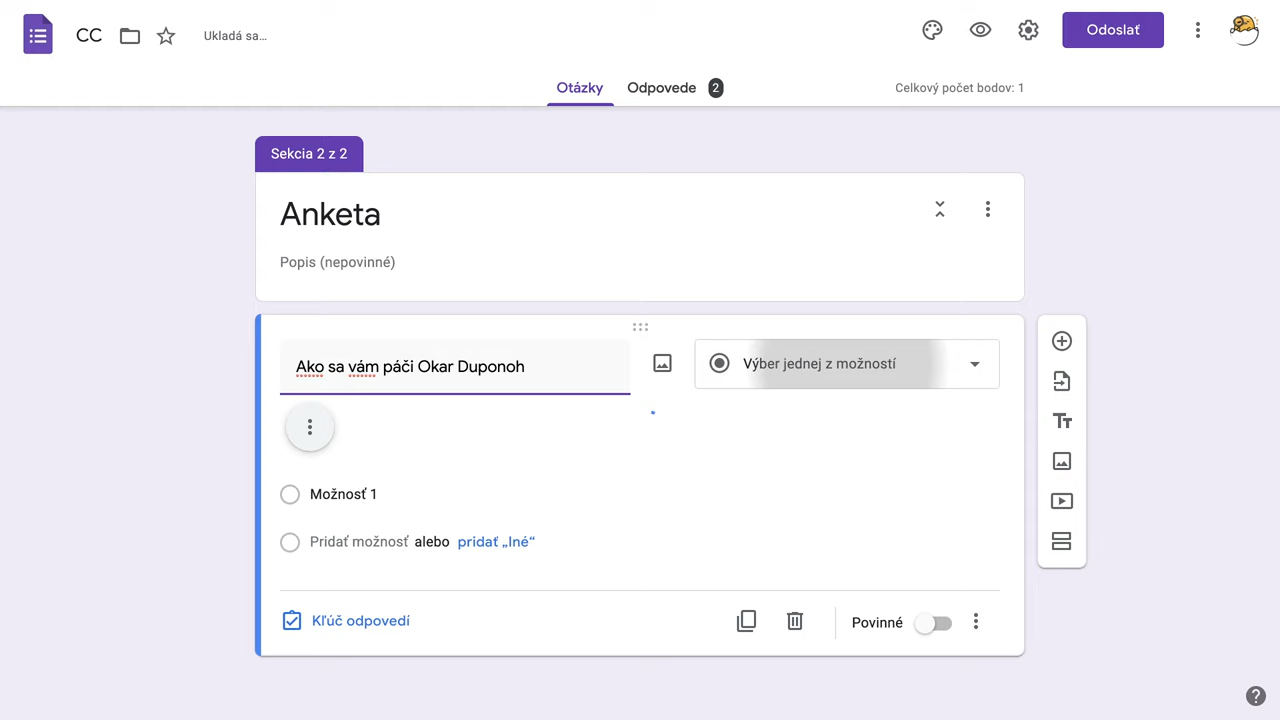 CC
Ukladá sa...
Odoslať
Otázky
Odpovede 2
Celkový počet bodov: 1
Sekcia 2 z 2
Anketa
Popis (nepovinné)
Ako sa vám páči Okar Duponoh
Výber jednej z možností
Možnosť 1
Pridať možnosť alebo pridať „Iné“
Kľúč odpovedí
Povinné